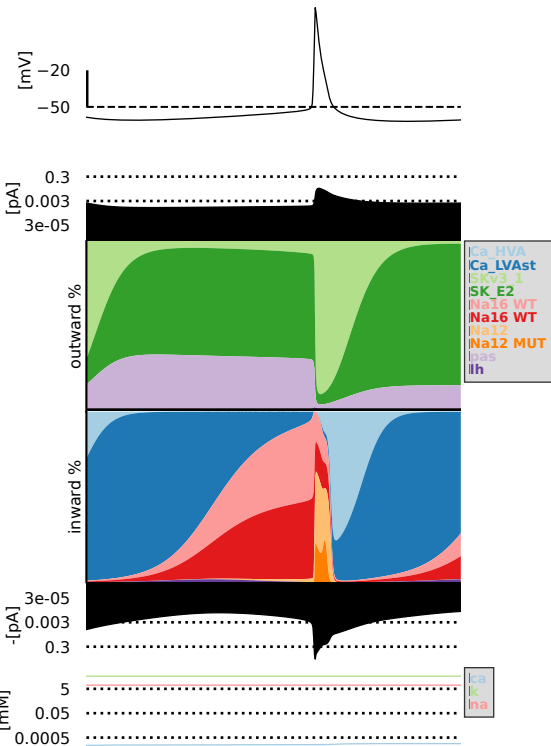 [mV]
−20
−50
[pA]
0.3
0.003
3e-05
outward %
Ca_HVA
Ca_LVAst
SKv3_1
SK_E2
Na16 WT
Na16 WT
Na12
Na12 MUT
pas
Ih
inward %
-[pA]
3e-05
0.003
0.3
[mM]
5
0.05
0.0005
ca
k
na